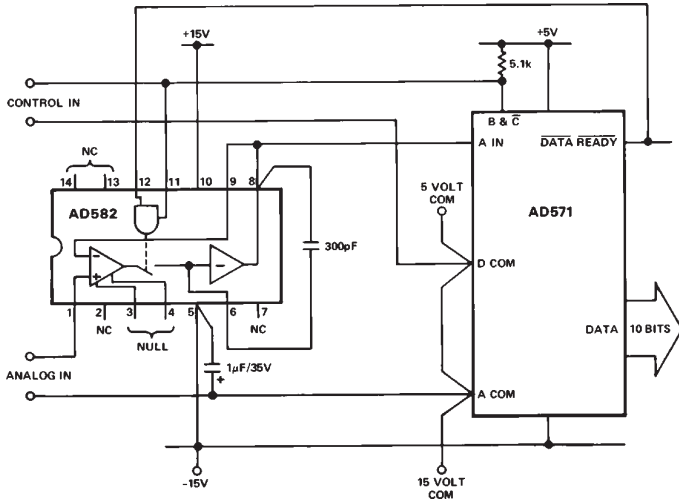 +15V
+5V
5.1k
CONTROL IN
B & C̅
NC
A IN
D̅A̅T̅A̅ R̅E̅A̅D̅Y̅
14 13 12 11 10 9 8
AD582
5 VOLT
COM
AD571
300pF
D COM
1 2 3 4 5 6 7
NC
NC
NULL
DATA
10 BITS
1μF/35V
+
ANALOG IN
A COM
-15V
15 VOLT
COM